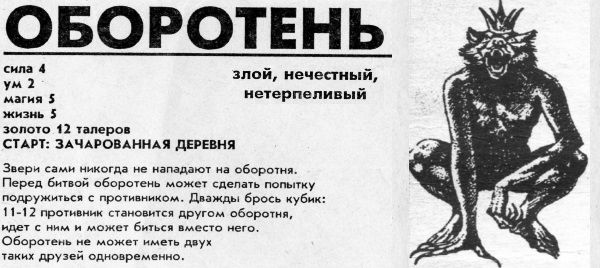 ОБОРОТЕНЬ
сила 4
ум 2
магия 5
жизнь 5
золото 12 талеров
СТАРТ: ЗАЧАРОВАННАЯ ДЕРЕВНЯ
злой, нечестный,
нетерпеливый
Звери сами никогда не нападают на оборотня.
Перед битвой оборотень может сделать попытку
подружиться с противником. Дважды брось кубик:
11-12 противник становится другом оборотня,
идет с ним и может биться вместо него.
Оборотень не может иметь двух
таких друзей одновременно.